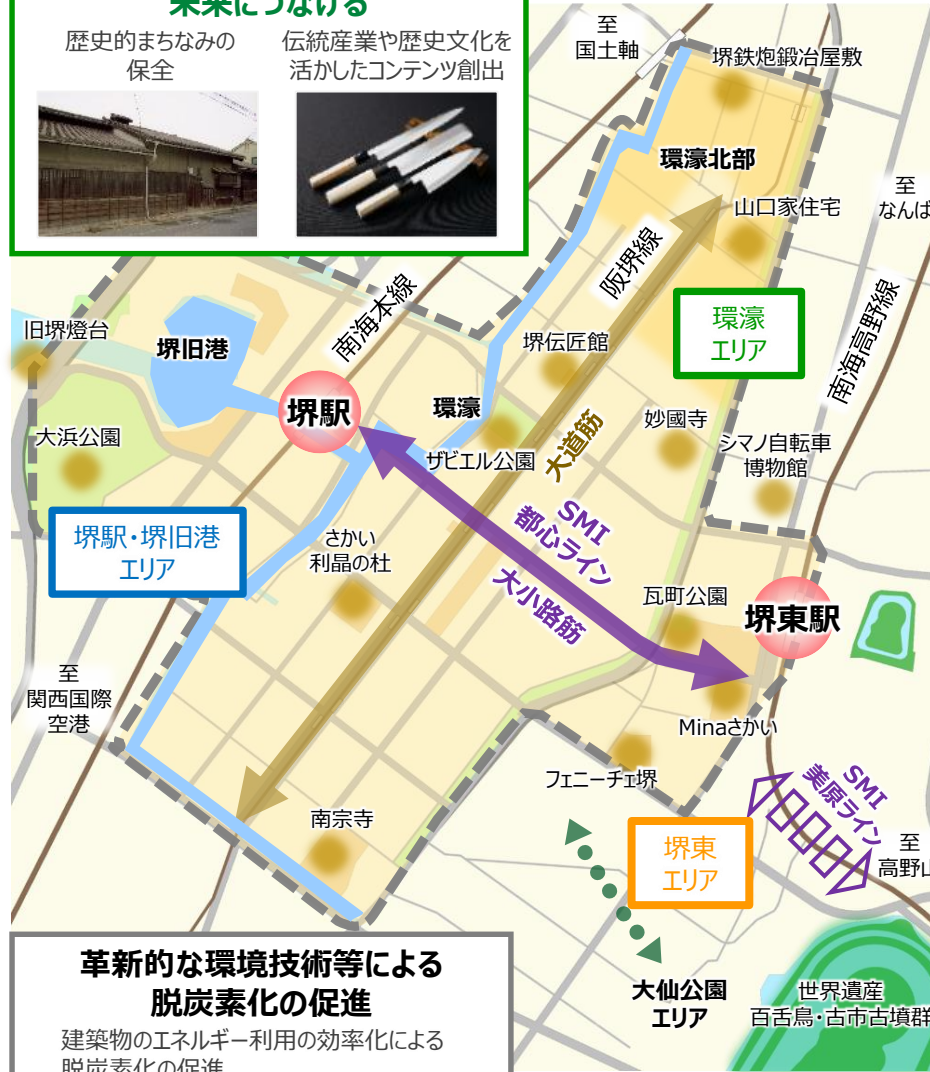 未来につなげる
歴史的まちなみの
保全
伝統産業や歴史文化を
活かしたコンテンツ創出
至
国土軸
堺鉄炮鍛冶屋敷
環濠北部
山口家住宅
至
なんば
阪堺線
南海本線
南海高野線
環濠
エリア
旧堺燈台
堺旧港
堺伝匠館
堺駅
環濠
大浜公園
ザビエル公園
大道筋
妙國寺
シマノ自転車
博物館
堺駅・堺旧港
エリア
さかい
利晶の杜
SMI
都心ライン
大小路筋
瓦町公園
堺東駅
至
関西国際
空港
Minaさかい
フェニーチェ堺
SMI
美原ライン
南宗寺
堺東
エリア
至
高野山
革新的な環境技術等による
脱炭素化の促進
建築物のエネルギー利用の効率化による
脱炭素化の促進
大仙公園
エリア
世界遺産
百舌鳥・古市古墳群